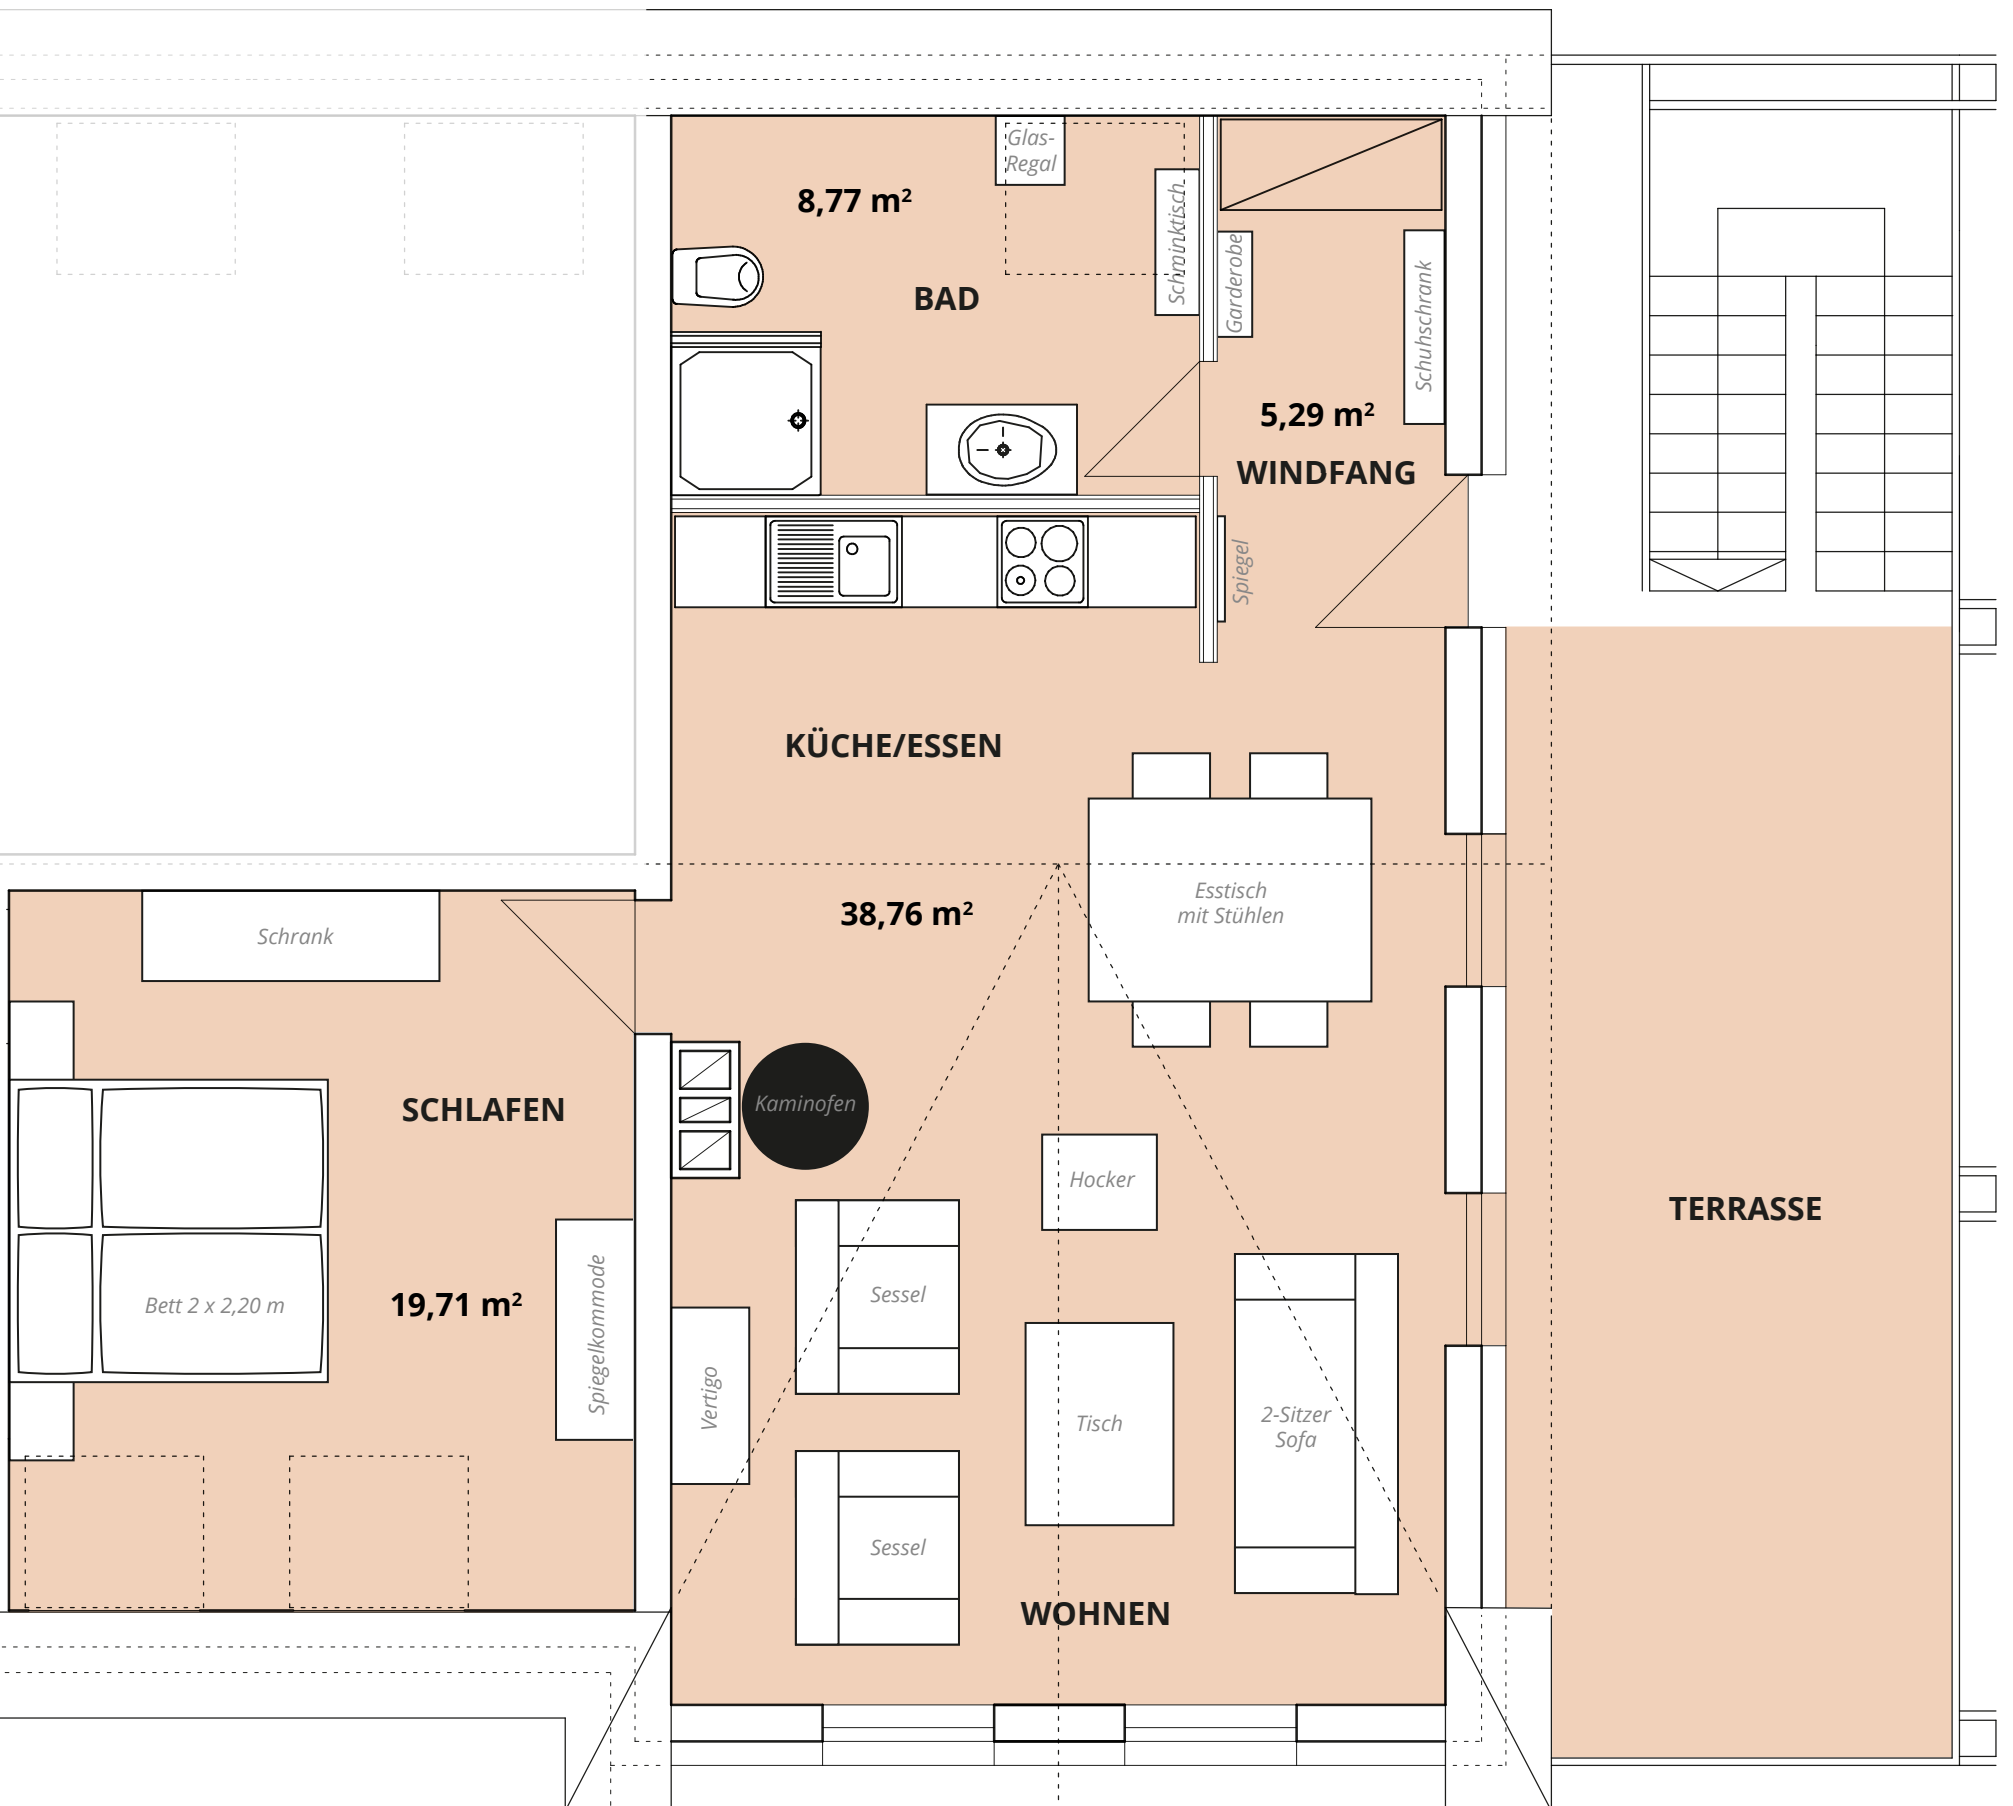 Glas-
Regal
8,77 m²
Schminktisch
Garderobe
Schuhschrank
BAD
5,29 m²
WINDFANG
Spiegel
KÜCHE/ESSEN
Esstisch
mit Stühlen
38,76 m²
Schrank
SCHLAFEN
Kaminofen
Hocker
TERRASSE
Bett 2 x 2,20 m
19,71 m²
Spiegelkommode
Sessel
Vertigo
Tisch
2-Sitzer
Sofa
Sessel
WOHNEN